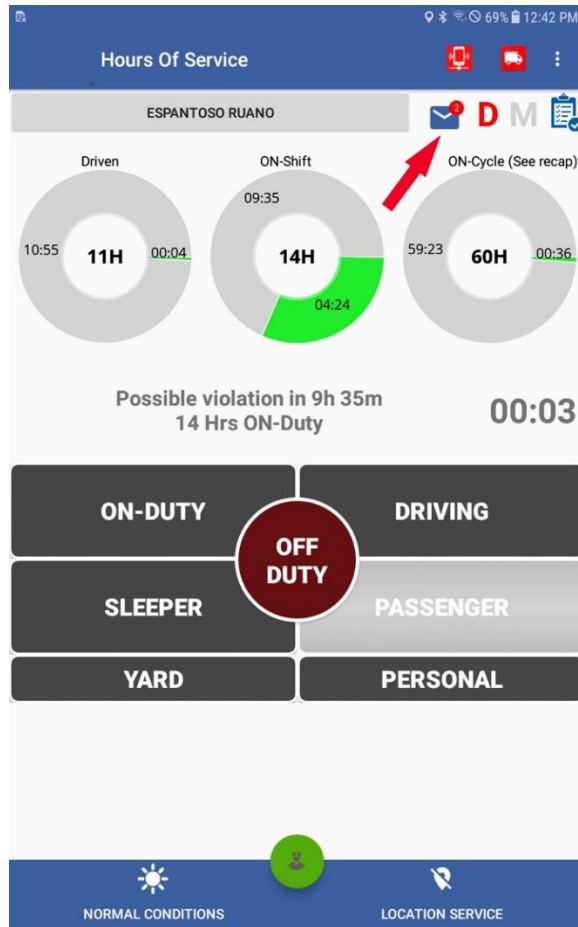 69% 12:42 PM
Hours Of Service
ESPANTOSO RUANO
2
D M
Driven
ON-Shift
ON-Cycle (See recap)
09:35
10:55
11H
00:04
14H
04:24
59:23
60H
00:36
Possible violation in 9h 35m
14 Hrs ON-Duty
00:03
ON-DUTY
DRIVING
OFF
DUTY
SLEEPER
PASSENGER
YARD
PERSONAL
NORMAL CONDITIONS
LOCATION SERVICE